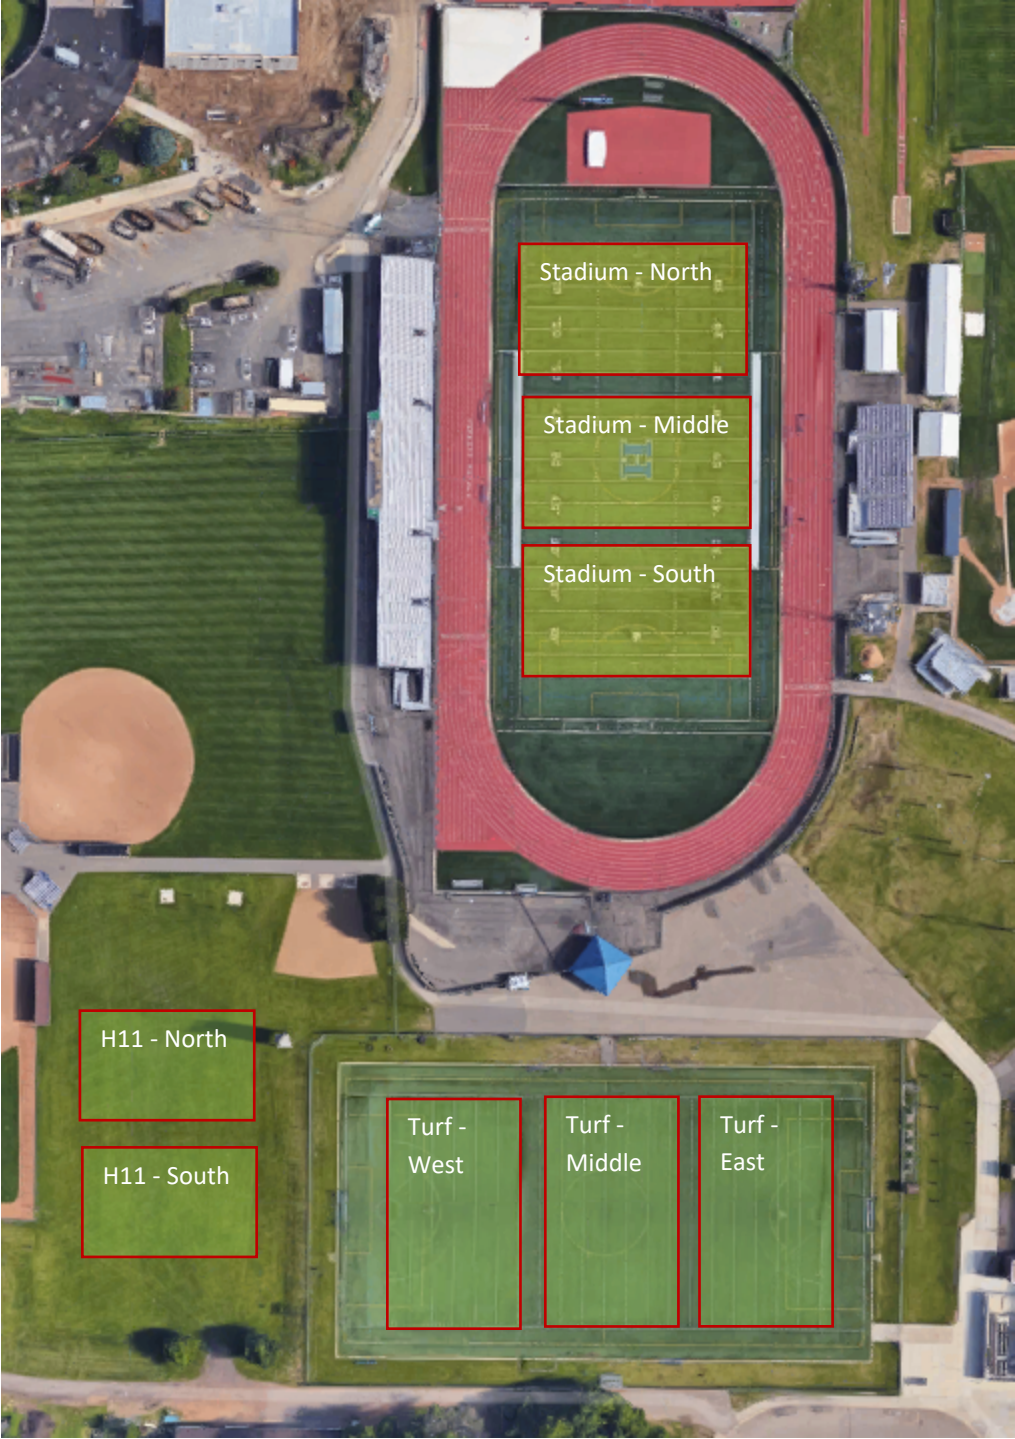 Stadium - North
Stadium - Middle
H
Stadium - South
H11 - North
H11 - South
Turf -
West
Turf -
Middle
Turf -
East